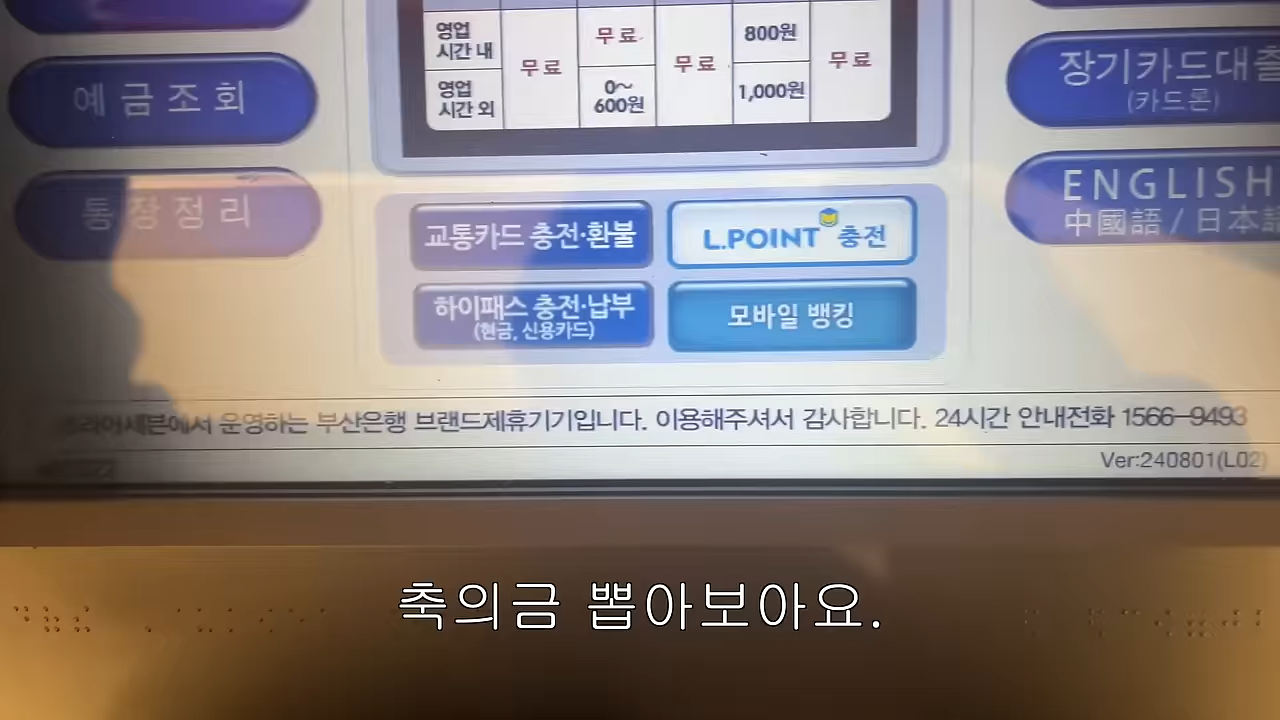 영업
시간 내
무료
무료
무료
800원
무료
영업
시간 외
0~
600원
1,000원
예금조회
통장정리
장기카드대출
(카드론)
ENGLISH
中國語 / 日本語
교통카드 충전·환불
L.POINT 충전
하이패스 충전·납부
(현금, 신용카드)
모바일 뱅킹
운영하는 부산은행 브랜드제휴기기입니다. 이용해주셔서 감사합니다. 24시간 안내전화 1566-9493
Ver:240801(L02)
축의금 뽑아보아요.